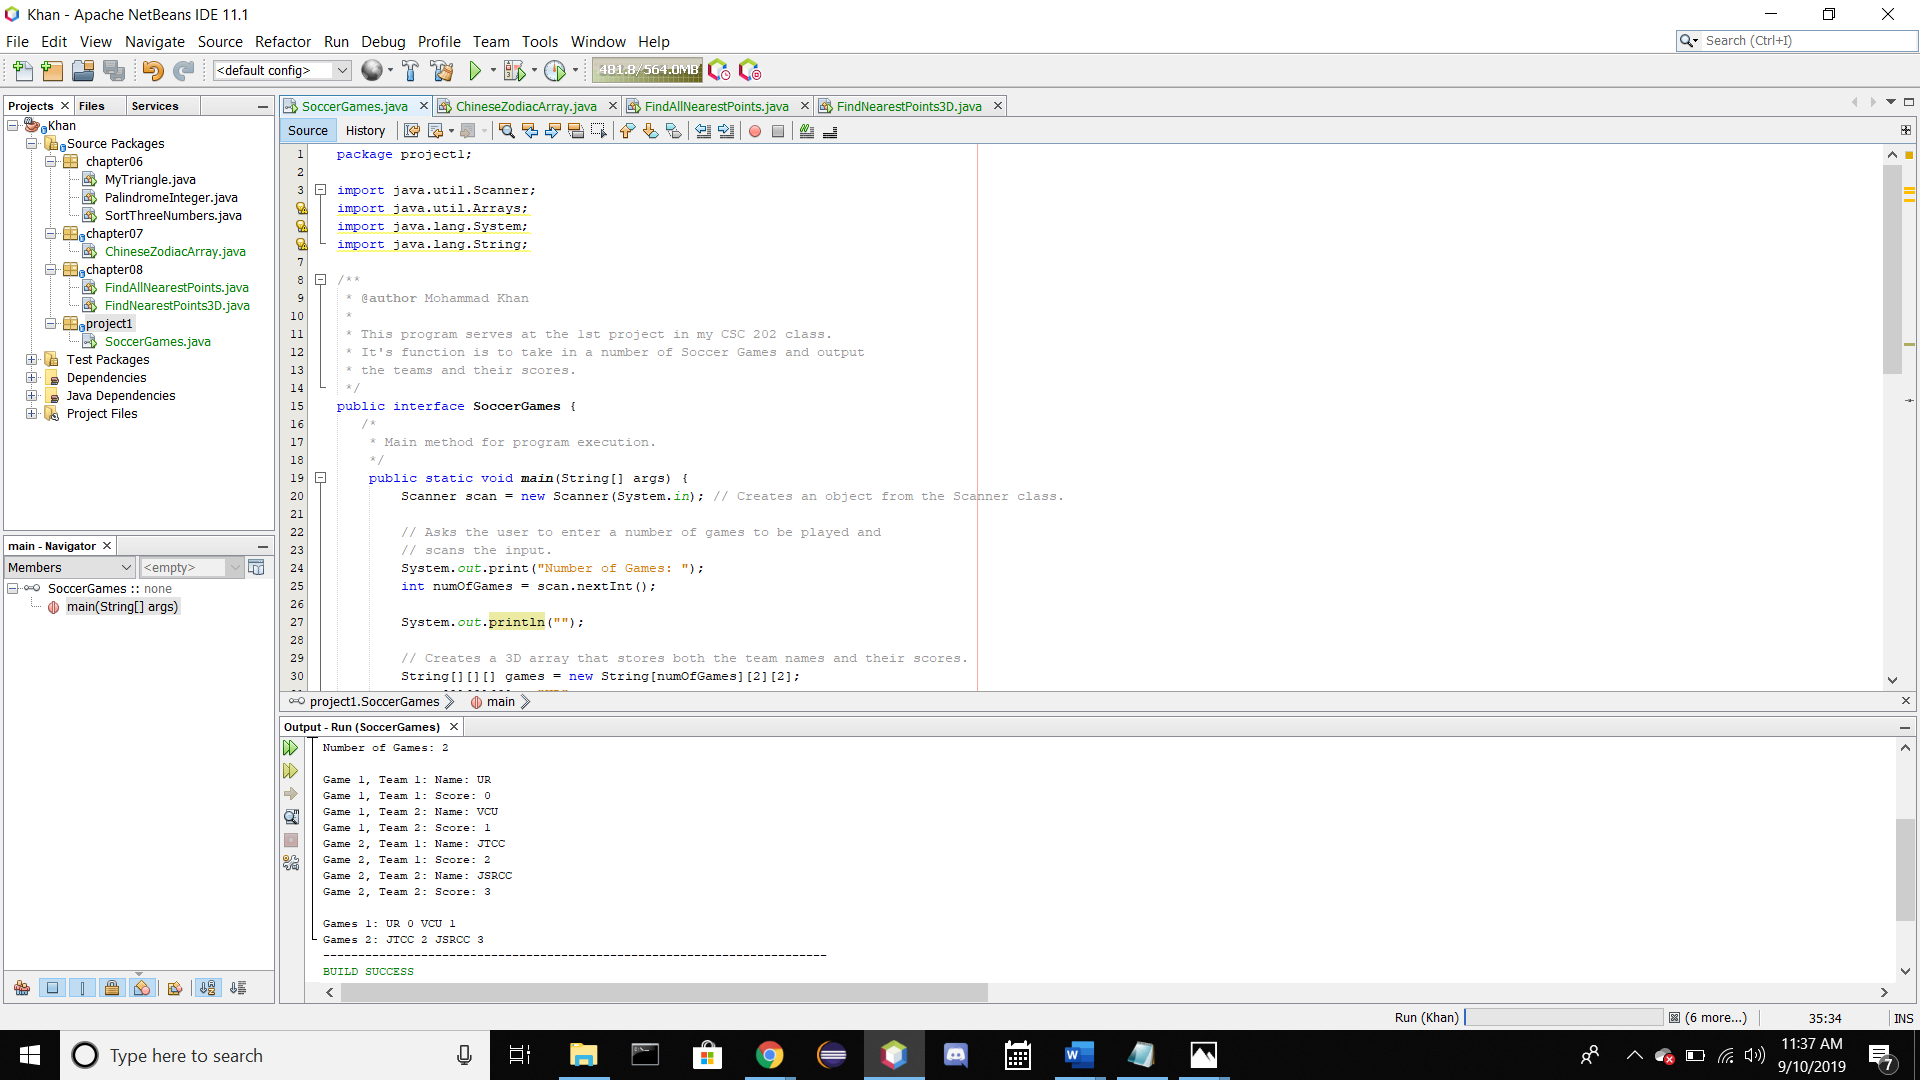 Khan - Apache NetBeans IDE 11.1
File Edit View Navigate Source Refactor Run Debug Profile Team Tools Window Help
Search (Ctrl+I)
<default config>
481.8/564.0MB
Projects Files Services
SoccerGames.java ChineseZodiacArray.java FindAllNearestPoints.java FindNearestPoints3D.java
Source History
Khan
Source Packages
chapter06
MyTriangle.java
PalindromeInteger.java
SortThreeNumbers.java
chapter07
ChineseZodiacArray.java
chapter08
FindAllNearestPoints.java
FindNearestPoints3D.java
project1
SoccerGames.java
Test Packages
Dependencies
Java Dependencies
Project Files
main - Navigator
Members <empty>
SoccerGames :: none
main(String[] args)
1 package project1;
2
3 import java.util.Scanner;
import java.util.Arrays;
import java.lang.System;
import java.lang.String;
7
8 /**
9 * @author Mohammad Khan
10 *
11 * This program serves at the 1st project in my CSC 202 class.
12 * It's function is to take in a number of Soccer Games and output
13 * the teams and their scores.
14 */
15 public interface SoccerGames {
16 /*
17 * Main method for program execution.
18 */
19 public static void main(String[] args) {
20 Scanner scan = new Scanner(System.in); // Creates an object from the Scanner class.
21
22 // Asks the user to enter a number of games to be played and
23 // scans the input.
24 System.out.print("Number of Games: ");
25 int numOfGames = scan.nextInt();
26
27 System.out.println("");
28
29 // Creates a 3D array that stores both the team names and their scores.
30 String[][][] games = new String[numOfGames][2][2];
project1.SoccerGames main
Output - Run (SoccerGames)
Number of Games: 2
Game 1, Team 1: Name: UR
Game 1, Team 1: Score: 0
Game 1, Team 2: Name: VCU
Game 1, Team 2: Score: 1
Game 2, Team 1: Name: JTCC
Game 2, Team 1: Score: 2
Game 2, Team 2: Name: JSRCC
Game 2, Team 2: Score: 3
Games 1: UR 0 VCU 1
Games 2: JTCC 2 JSRCC 3
------------------------------------------------------------------------
BUILD SUCCESS
Run (Khan) (6 more...) 35:34 INS
Type here to search
11:37 AM
9/10/2019
7